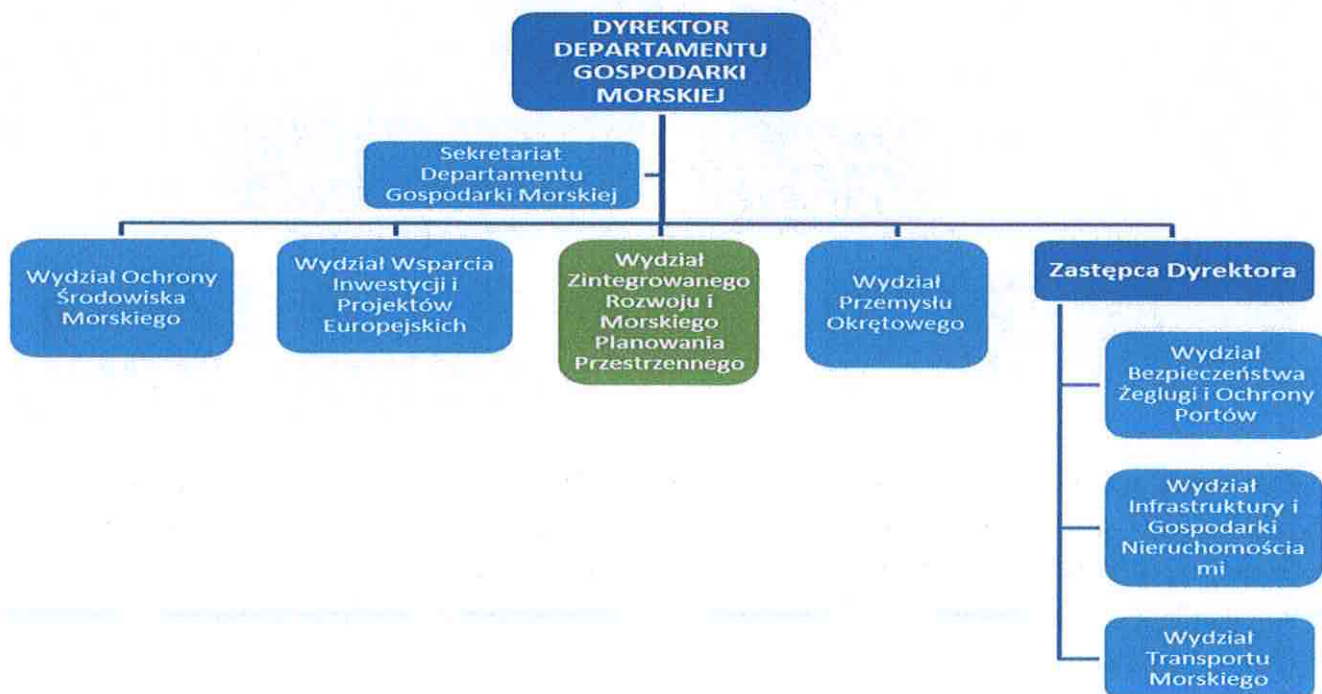 DYREKTOR
DEPARTAMENTU
GOSPODARKI
MORSKIEJ
Sekretariat
Departamentu
Gospodarki Morskiej
Wydział Ochrony
Środowiska
Morskiego
Wydział Wsparcia
Inwestycji i
Projektów
Europejskich
Wydział
Zintegrowanego
Rozwoju i
Morskiego
Planowania
Przestrzennego
Wydział
Przemysłu
Okrętowego
Zastępca Dyrektora
Wydział
Bezpieczeństwa
Żeglugi i Ochrony
Portów
Wydział
Infrastruktury i
Gospodarki
Nieruchomościa
mi
Wydział
Transportu
Morskiego